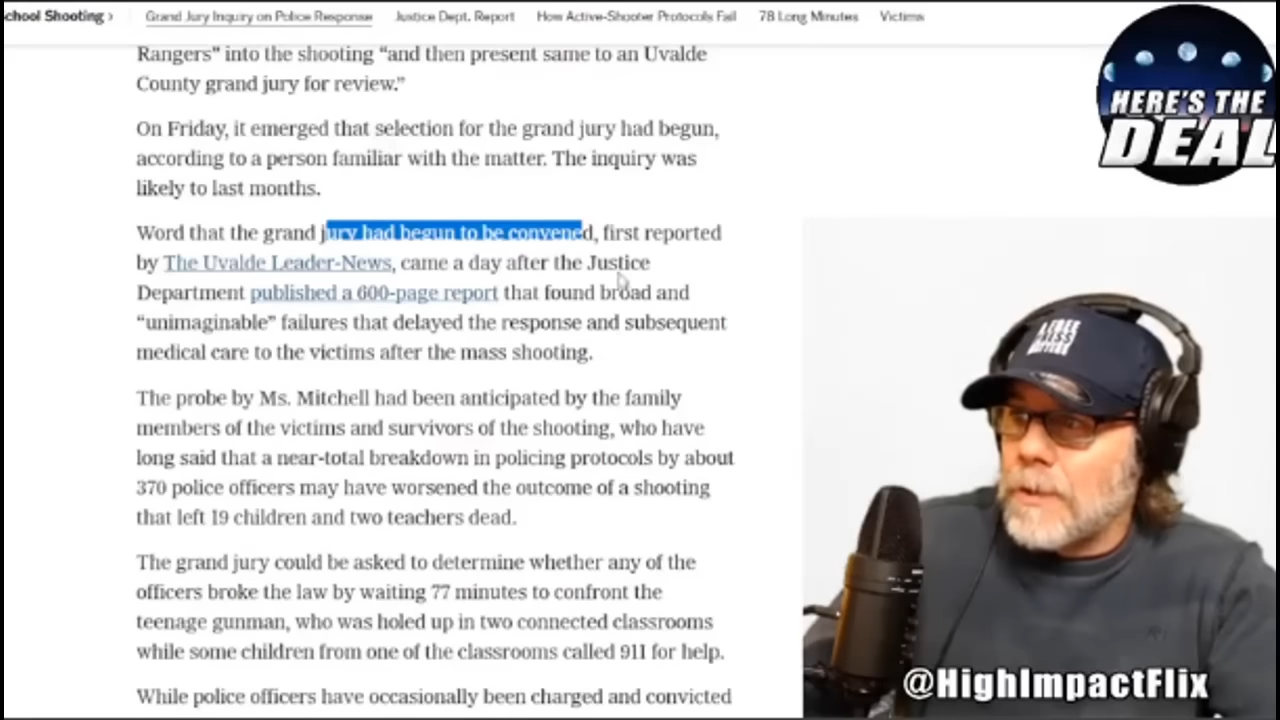 chool Shooting ›
Grand Jury Inquiry on Police Response
Justice Dept. Report
How Active-Shooter Protocols Fail
78 Long Minutes
Victims
HERE'S THE
DEAL
Rangers” into the shooting “and then present same to an Uvalde
County grand jury for review.”
On Friday, it emerged that selection for the grand jury had begun,
according to a person familiar with the matter. The inquiry was
likely to last months.
Word that the grand jury had begun to be convened, first reported
by The Uvalde Leader-News, came a day after the Justice
Department published a 600-page report that found broad and
“unimaginable” failures that delayed the response and subsequent
medical care to the victims after the mass shooting.
The probe by Ms. Mitchell had been anticipated by the family
members of the victims and survivors of the shooting, who have
long said that a near-total breakdown in policing protocols by about
370 police officers may have worsened the outcome of a shooting
that left 19 children and two teachers dead.
The grand jury could be asked to determine whether any of the
officers broke the law by waiting 77 minutes to confront the
teenage gunman, who was holed up in two connected classrooms
while some children from one of the classrooms called 911 for help.
While police officers have occasionally been charged and convicted
A FREE
@HighImpactFlix